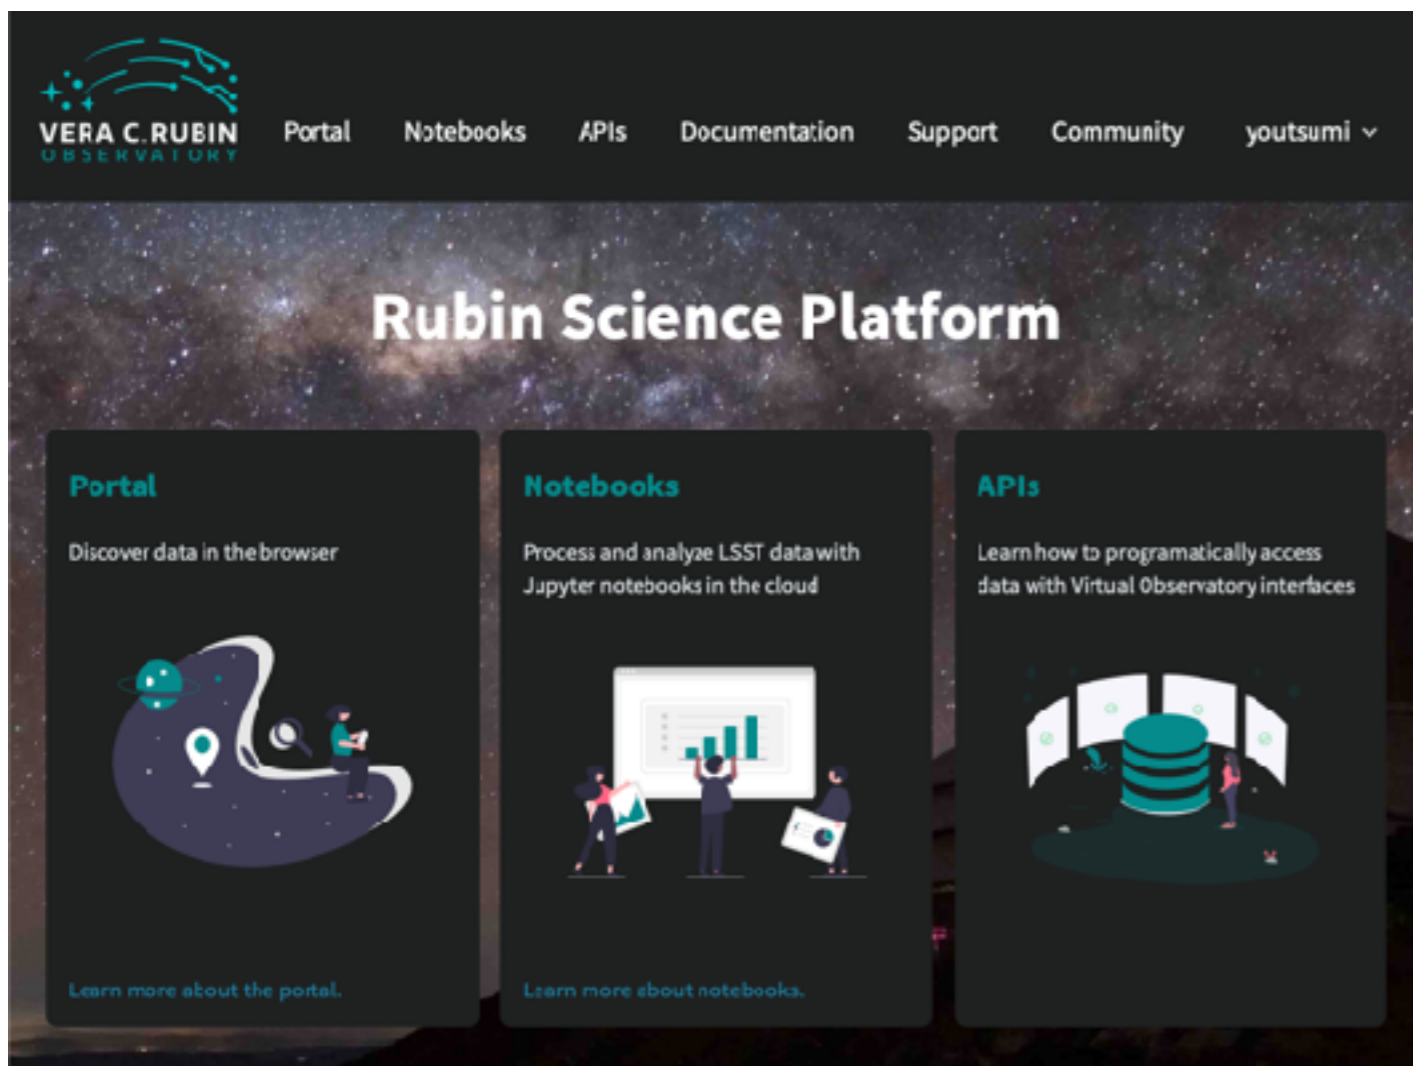 VERA C. RUBIN
OBSERVATORY
Portal
Notebooks
APIs
Documentation
Support
Community
youtsumi
Rubin Science Platform
Portal
Discover data in the browser
Learn more about the portal.
Notebooks
Process and analyze LSST data with
Jupyter notebooks in the cloud
Learn more about notebooks.
APIs
Learn how to programatically access
data with Virtual Observatory interfaces